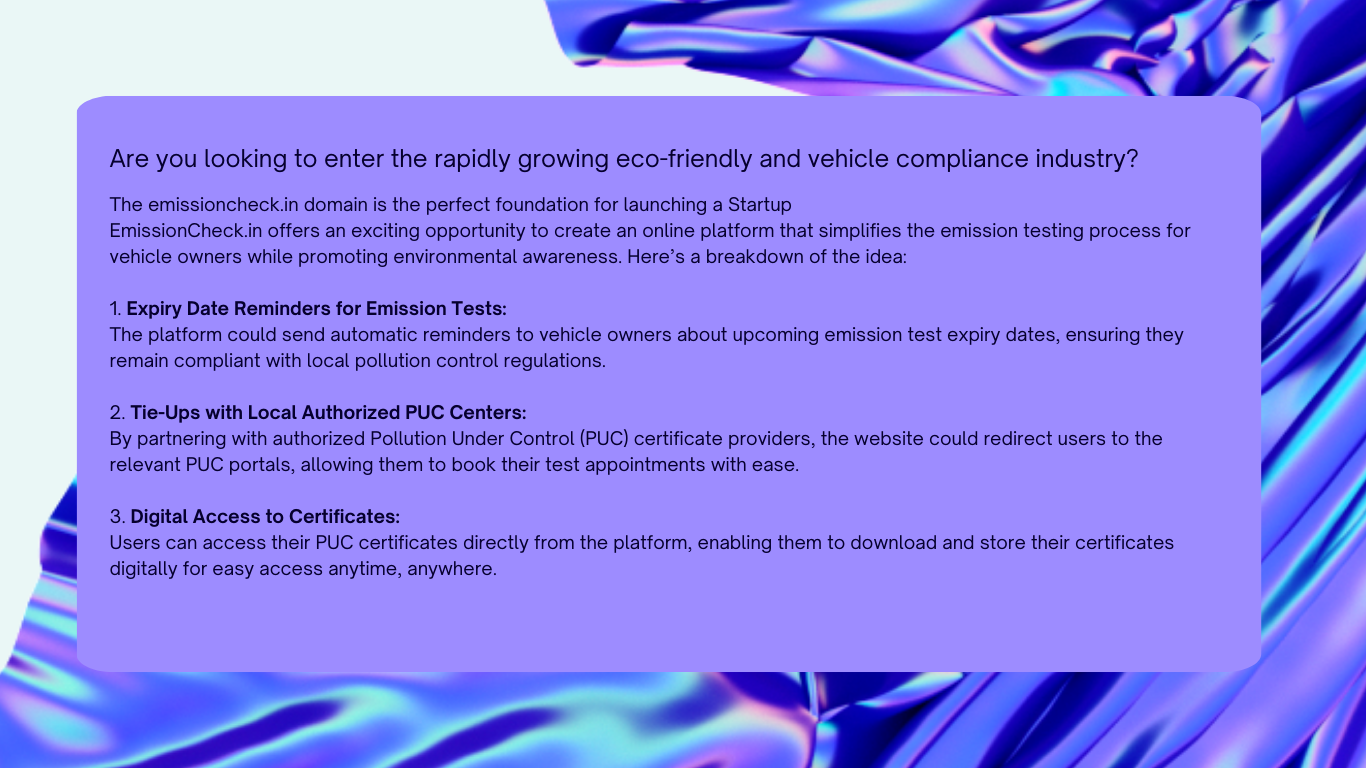 Are you looking to enter the rapidly growing eco-friendly and vehicle compliance industry?
The emissioncheck.in domain is the perfect foundation for launching a Startup
EmissionCheck.in offers an exciting opportunity to create an online platform that simplifies the emission testing process for
vehicle owners while promoting environmental awareness. Here’s a breakdown of the idea:
1. Expiry Date Reminders for Emission Tests:
The platform could send automatic reminders to vehicle owners about upcoming emission test expiry dates, ensuring they
remain compliant with local pollution control regulations.
2. Tie-Ups with Local Authorized PUC Centers:
By partnering with authorized Pollution Under Control (PUC) certificate providers, the website could redirect users to the
relevant PUC portals, allowing them to book their test appointments with ease.
3. Digital Access to Certificates:
Users can access their PUC certificates directly from the platform, enabling them to download and store their certificates
digitally for easy access anytime, anywhere.